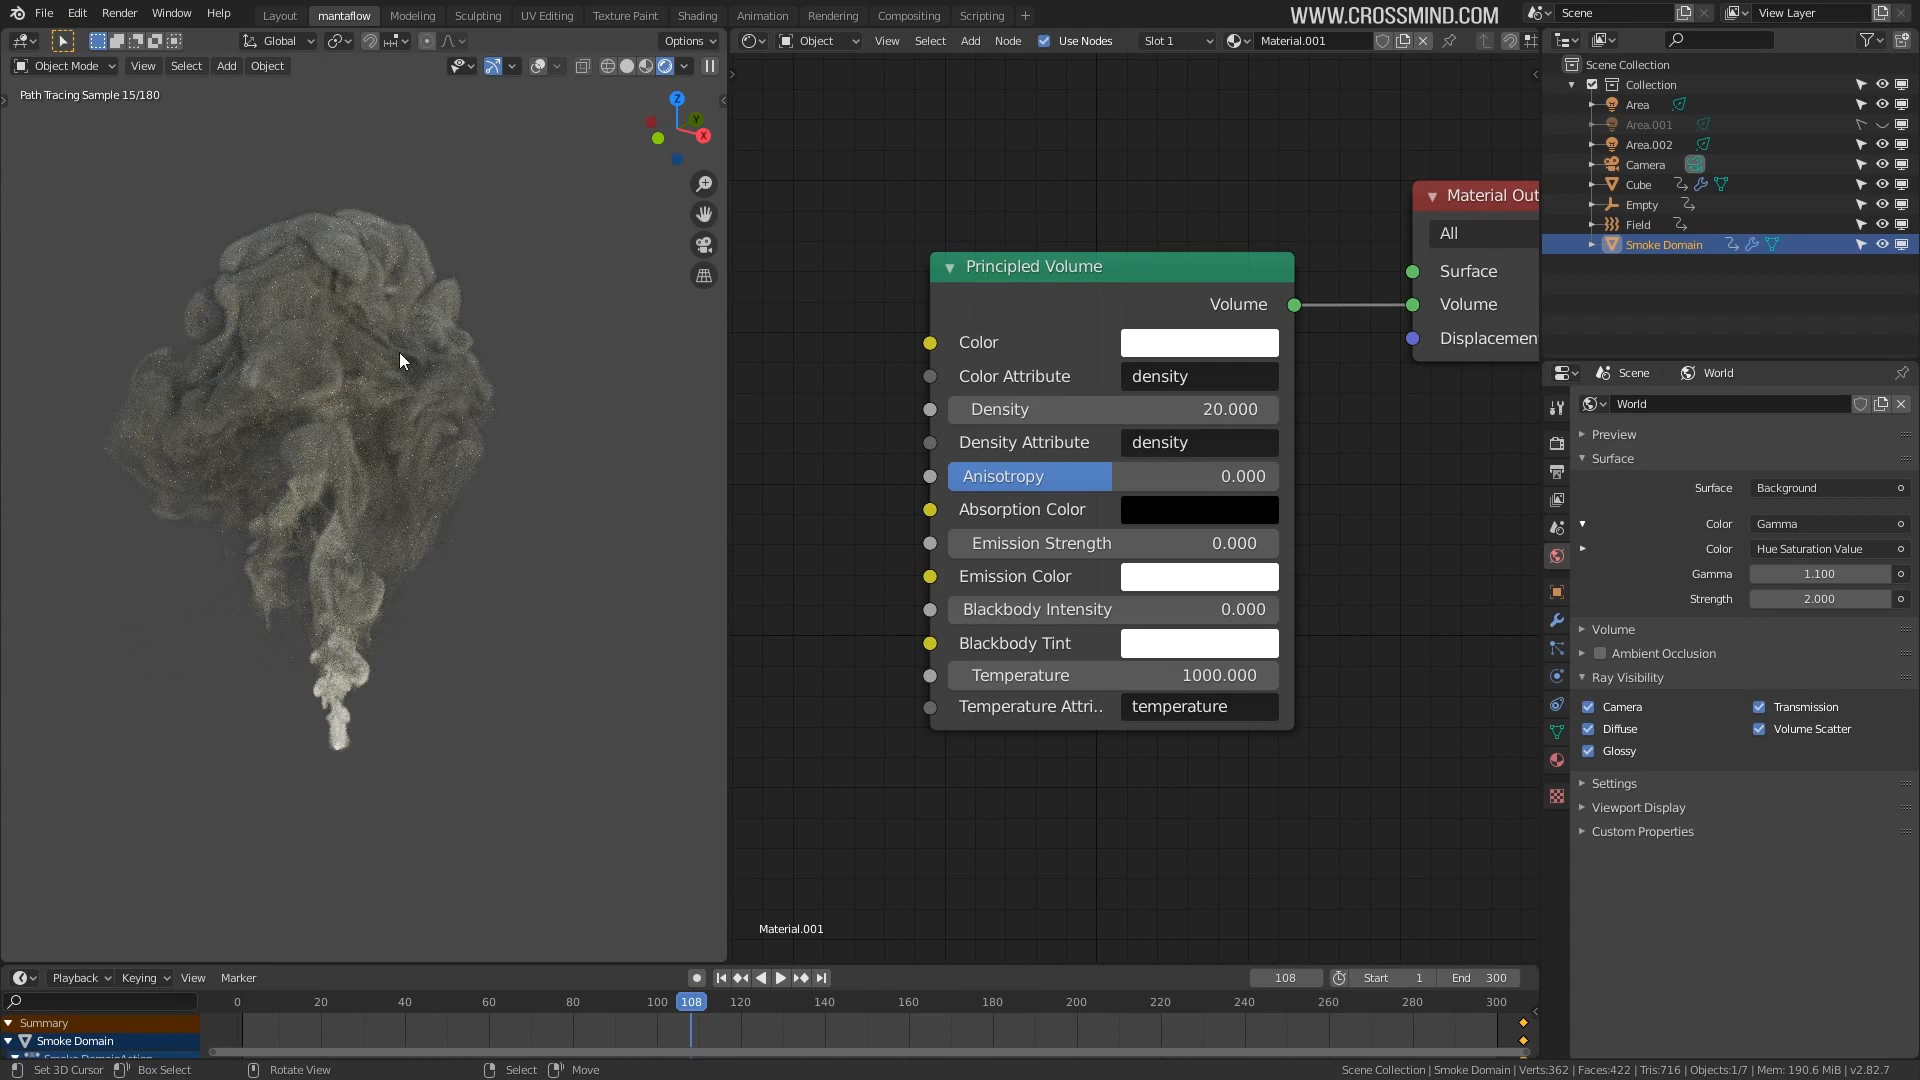 File Edit Render Window Help Layout mantaflow Modeling Sculpting UV Editing Texture Paint Shading Animation Rendering Compositing Scripting + WWW.CROSSMIND.COM Scene View Layer
Global Options Object View Select Add Node Use Nodes Slot 1 Material.001
Object Mode View Select Add Object
Path Tracing Sample 15/180
Z
Y
X
Principled Volume
Volume
Color
Color Attribute density
Density 20.000
Density Attribute density
Anisotropy 0.000
Absorption Color
Emission Strength 0.000
Emission Color
Blackbody Intensity 0.000
Blackbody Tint
Temperature 1000.000
Temperature Attri.. temperature
Material Out
All
Surface
Volume
Displacemen
Material.001
Scene Collection
Collection
Area
Area.001
Area.002
Camera
Cube
Empty
Field
Smoke Domain
Scene World
World
Preview
Surface
Surface Background
Color Gamma
Color Hue Saturation Value
Gamma 1.100
Strength 2.000
Volume
Ambient Occlusion
Ray Visibility
Camera Transmission
Diffuse Volume Scatter
Glossy
Settings
Viewport Display
Custom Properties
Playback Keying View Marker 108 Start 1 End 300
0 20 40 60 80 100 108 120 140 160 180 200 220 240 260 280 300
Summary
Smoke Domain
Smoke DomainAction
Set 3D Cursor Box Select Rotate View Select Move Scene Collection | Smoke Domain | Verts:362 | Faces:422 | Tris:716 | Objects:1/7 | Mem: 190.6 MiB | v2.82.7